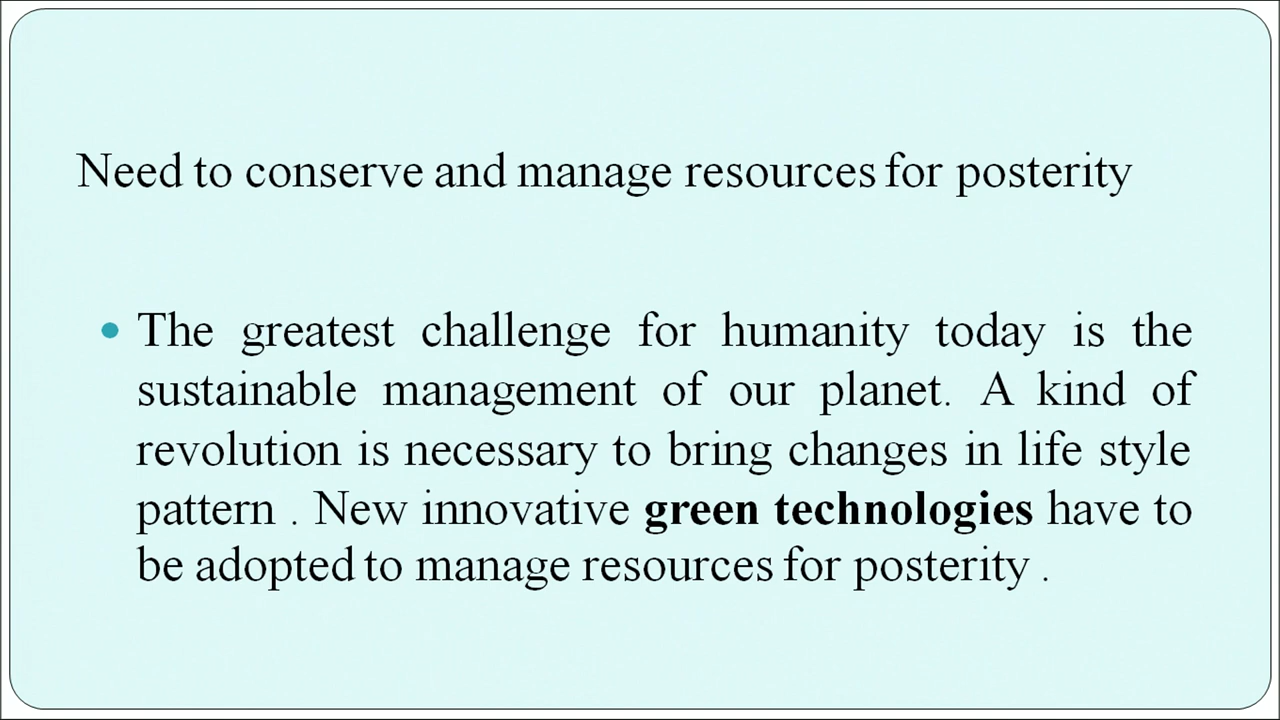 Need to conserve and manage resources for posterity
The greatest challenge for humanity today is the
sustainable management of our planet. A kind of
revolution is necessary to bring changes in life style
pattern . New innovative green technologies have to
be adopted to manage resources for posterity .